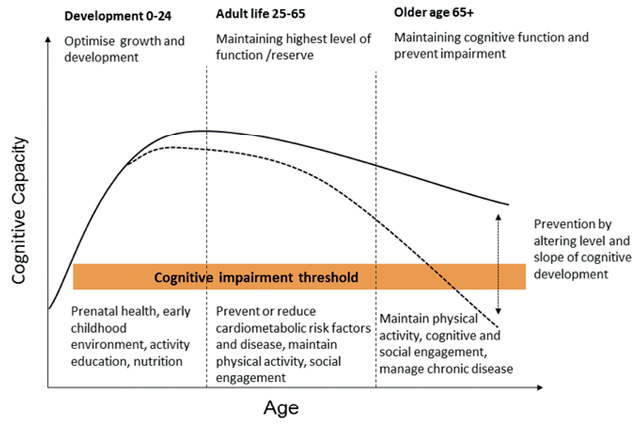 Development 0-24
Optimise growth and
development
Adult life 25-65
Maintaining highest level of
function /reserve
Older age 65+
Maintaining cognitive function and
prevent impairment
Cognitive Capacity
Prevention by
altering level and
slope of cognitive
development
Cognitive impairment threshold
Prenatal health, early
childhood
environment, activity
education, nutrition
Prevent or reduce
cardiometabolic risk factors
and disease, maintain
physical activity, social
engagement
Maintain physical
activity, cognitive and
social engagement,
manage chronic disease
Age